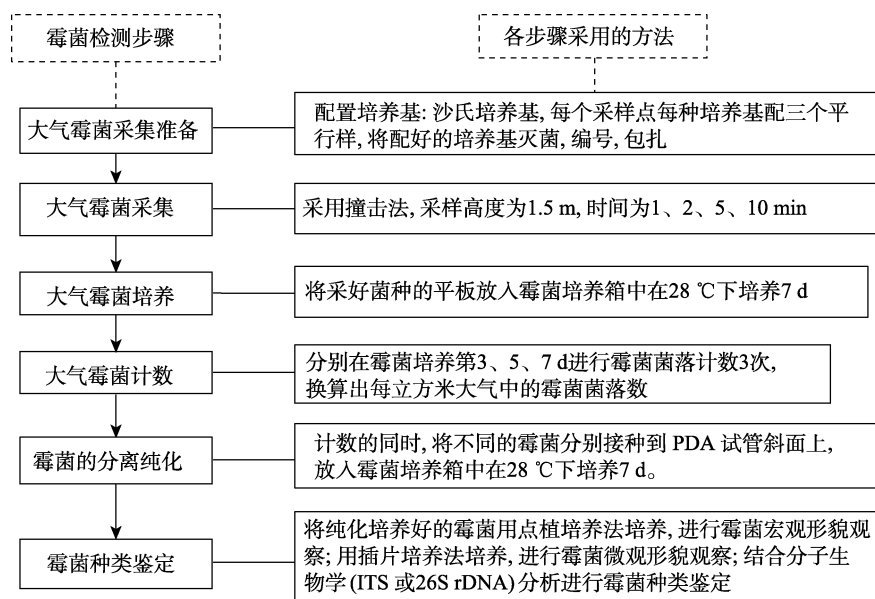 霉菌检测步骤
各步骤采用的方法
大气霉菌采集准备
配置培养基: 沙氏培养基, 每个采样点每种培养基配三个平
行样, 将配好的培养基灭菌, 编号, 包扎
大气霉菌采集
采用撞击法, 采样高度为1.5 m, 时间为1、2、5、10 min
大气霉菌培养
将采好菌种的平板放入霉菌培养箱中在28 ℃下培养7 d
大气霉菌计数
分别在霉菌培养第3、5、7 d进行霉菌菌落计数3次,
换算出每立方米大气中的霉菌菌落数
霉菌的分离纯化
计数的同时, 将不同的霉菌分别接种到 PDA 试管斜面上,
放入霉菌培养箱中在28 ℃下培养7 d。
霉菌种类鉴定
将纯化培养好的霉菌用点植培养法培养, 进行霉菌宏观形貌观
察; 用插片培养法培养, 进行霉菌微观形貌观察; 结合分子生
物学 (ITS 或26S rDNA) 分析进行霉菌种类鉴定